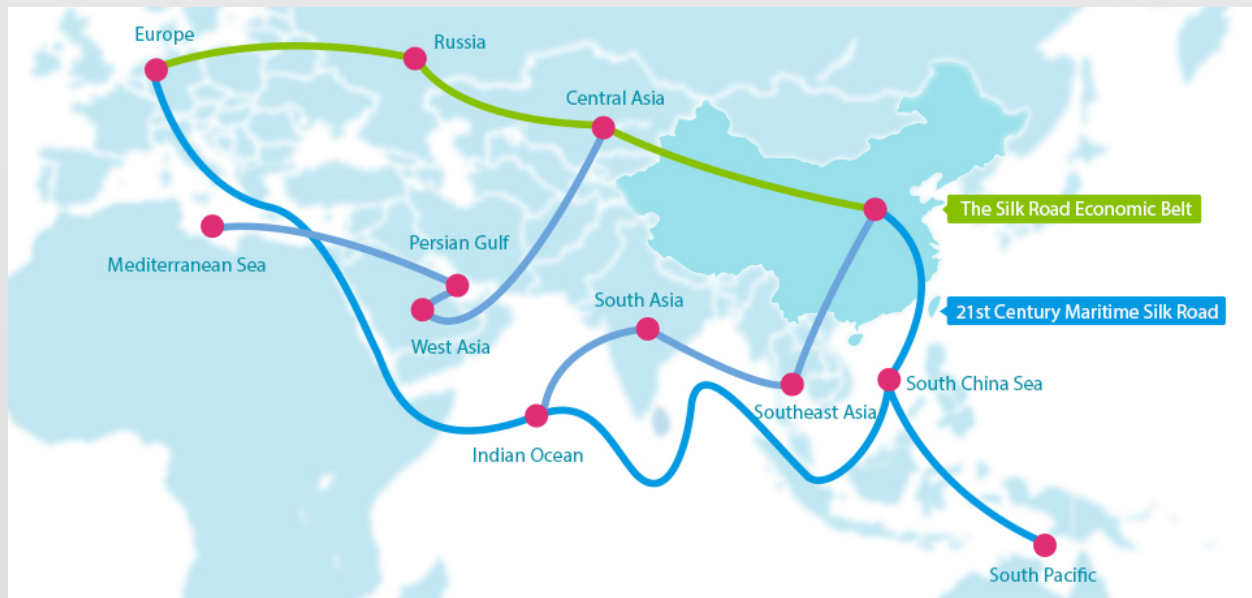 Europe
Russia
Central Asia
The Silk Road Economic Belt
Persian Gulf
Mediterranean Sea
South Asia
21st Century Maritime Silk Road
West Asia
South China Sea
Southeast Asia
Indian Ocean
South Pacific